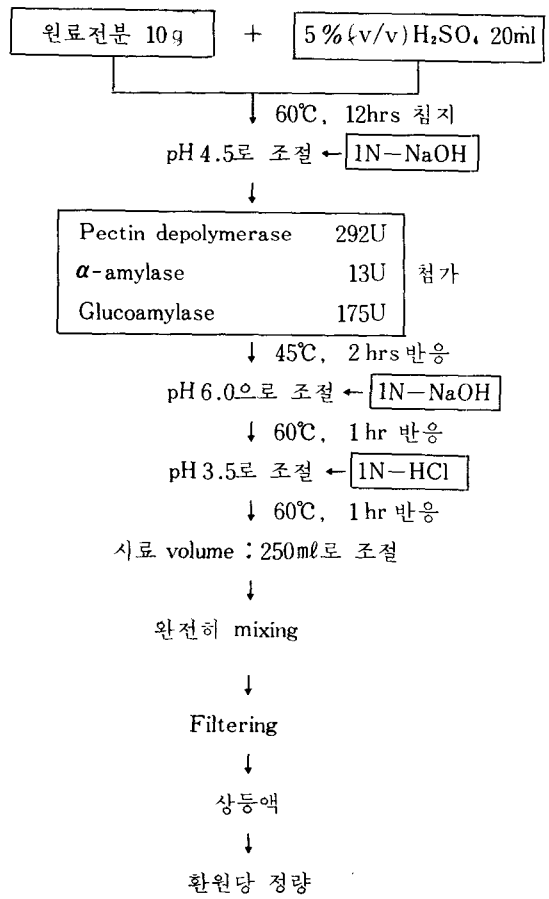 원료전분 10g + 5%(v/v)H₂SO₄ 20ml
↓ 60℃, 12hrs 침지
pH 4.5로 조절 ← 1N-NaOH
↓
Pectin depolymerase 292U
α-amylase 13U 첨가
Glucoamylase 175U
↓ 45℃, 2 hrs 반응
pH 6.0으로 조절 ← 1N-NaOH
↓ 60℃, 1 hr 반응
pH 3.5로 조절 ← 1N-HCl
↓ 60℃, 1 hr 반응
시료 volume : 250㎖로 조절
↓
완전히 mixing
↓
Filtering
↓
상등액
↓
환원당 정량